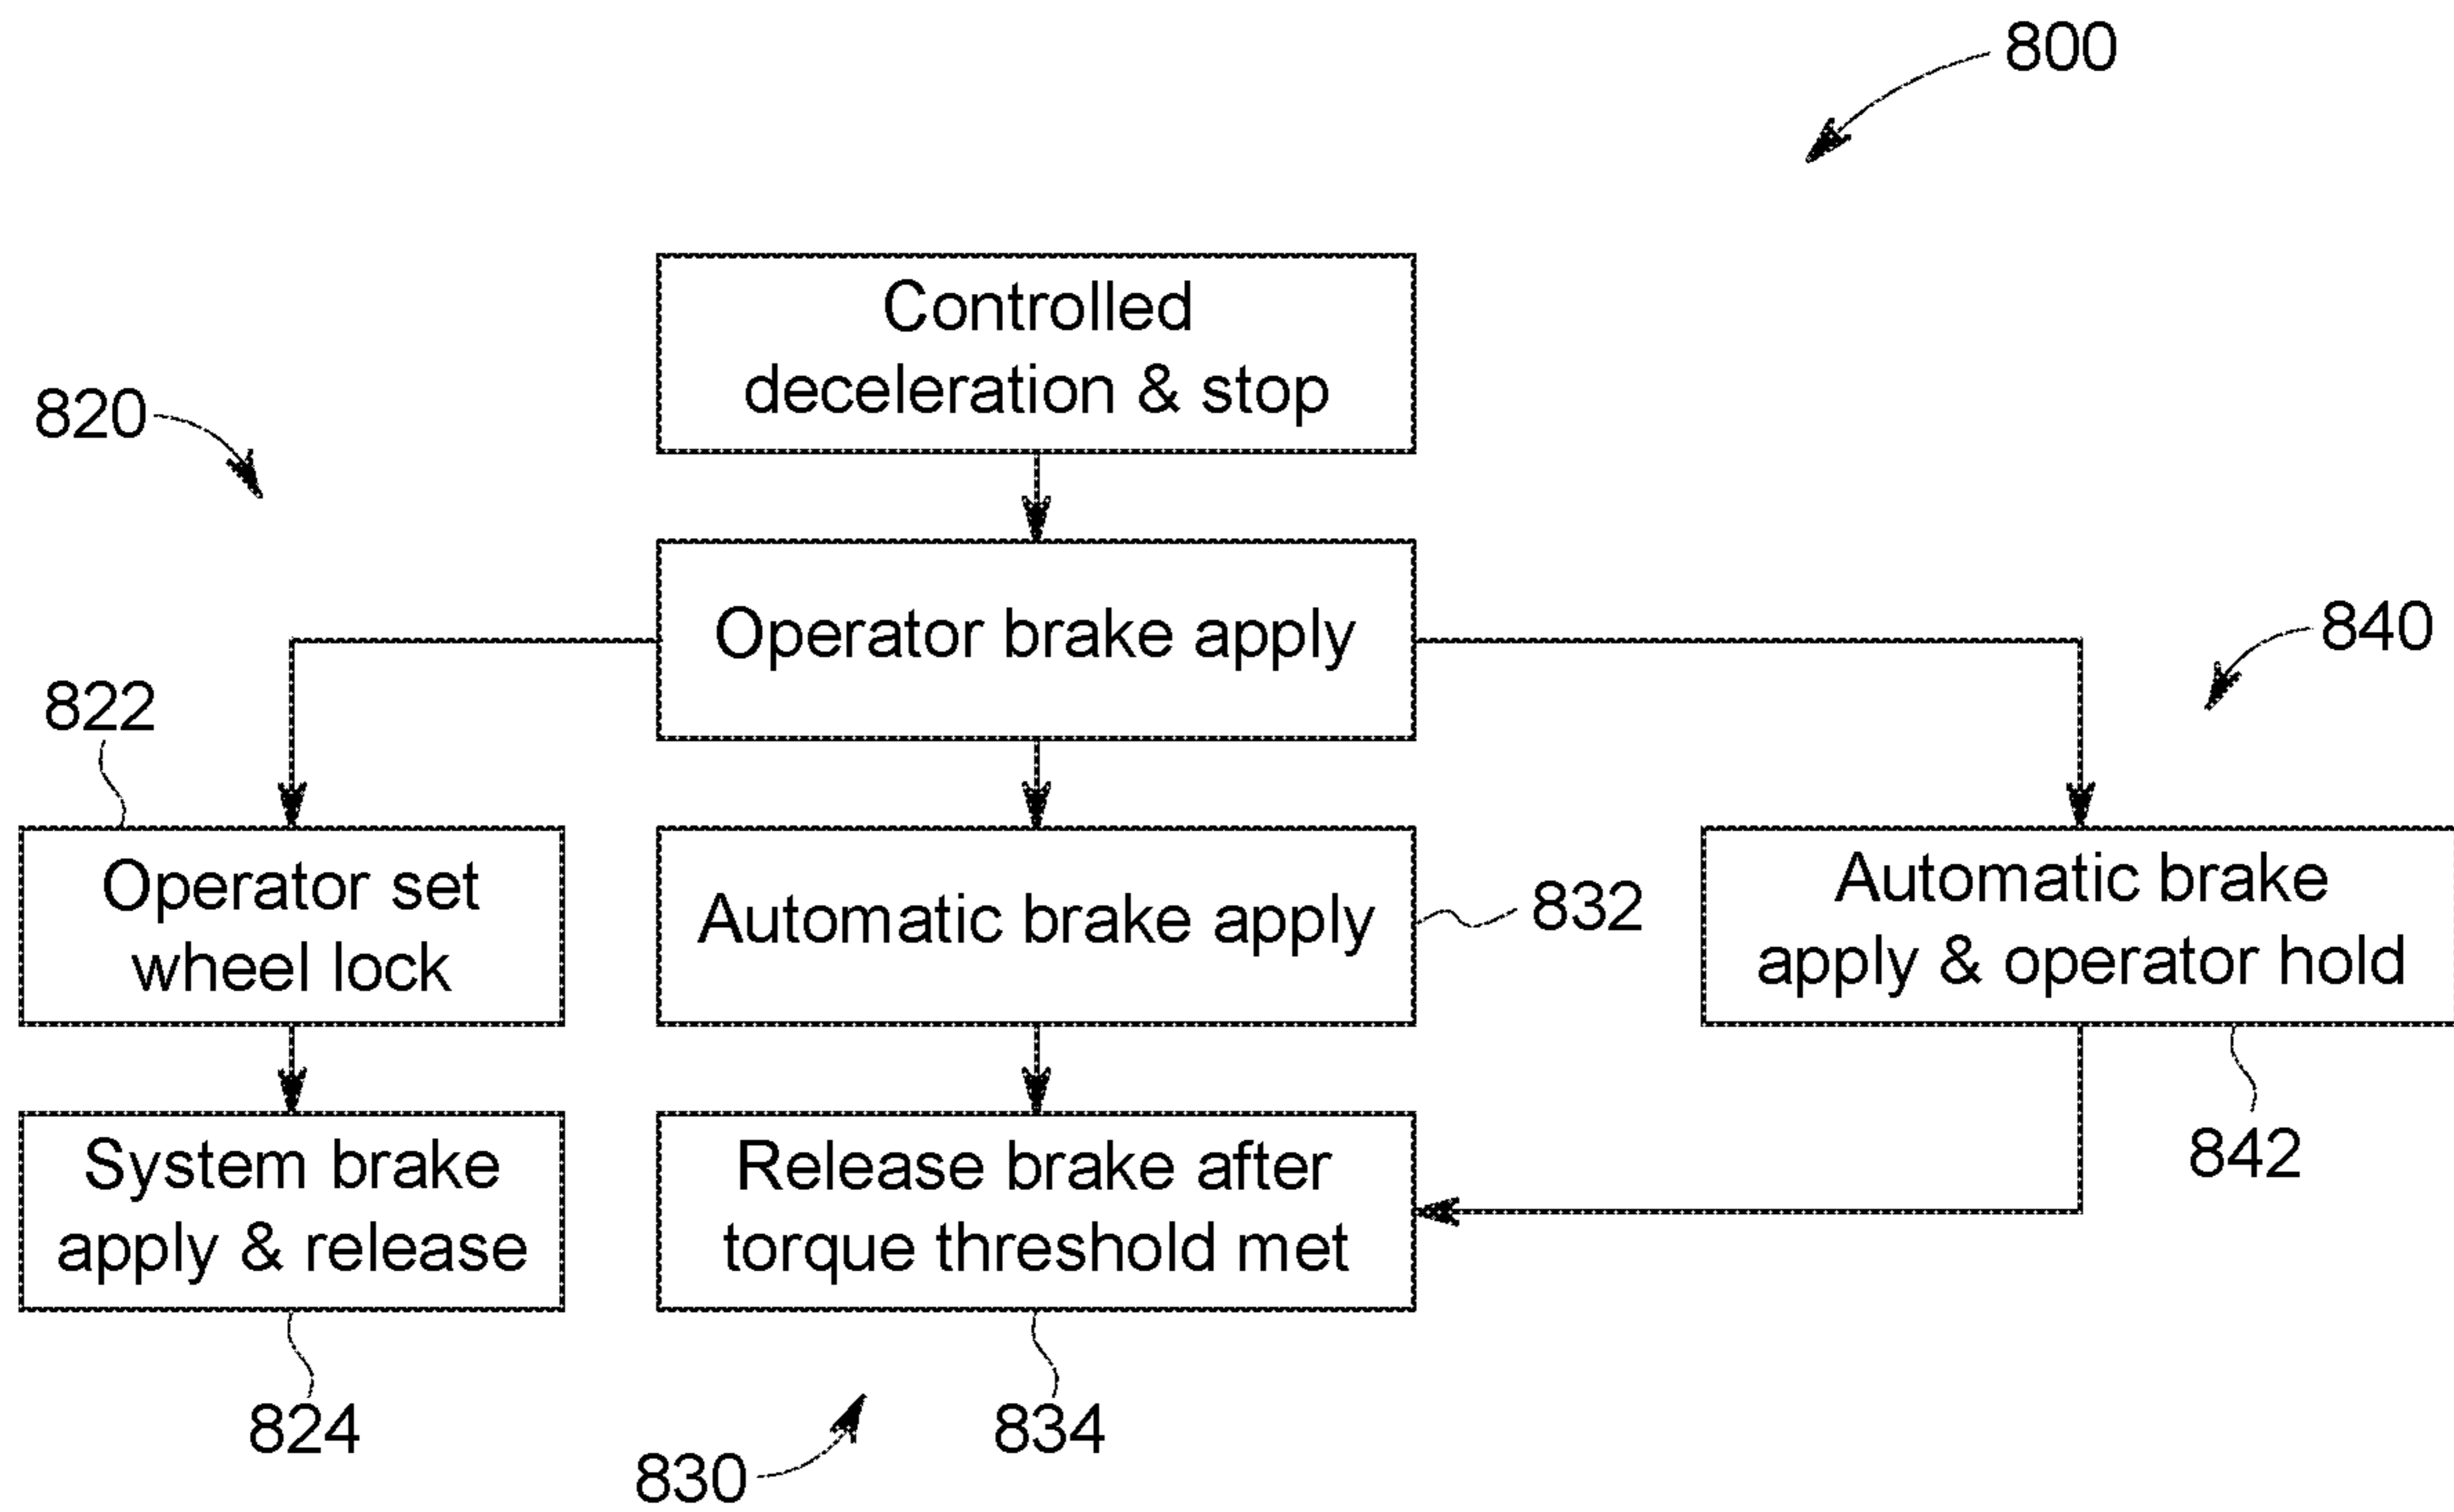 800
Controlled
deceleration & stop
820
Operator brake apply
840
822
Operator set
wheel lock
Automatic brake apply
832
Automatic brake
apply & operator hold
System brake
apply & release
Release brake after
torque threshold met
842
824
830
834